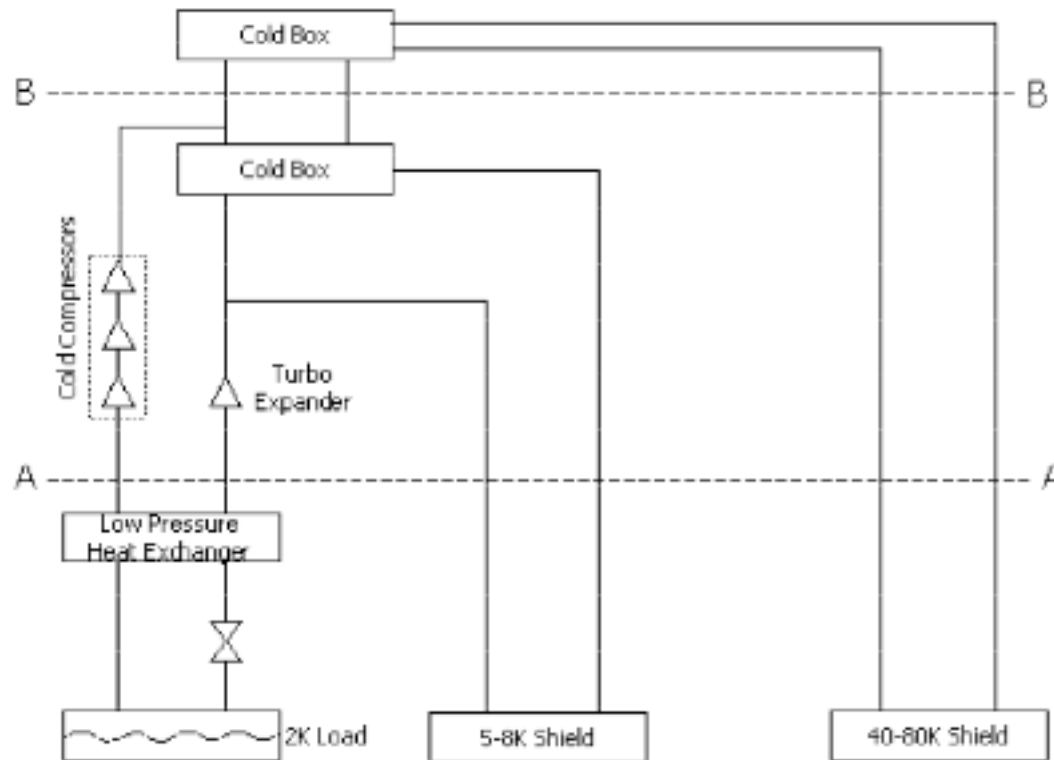 Cold Box
B
B
Cold Box
Cold Compressors
Turbo
Expander
A
A
Low Pressure
Heat Exchanger
2K Load
5-8K Shield
40-80K Shield